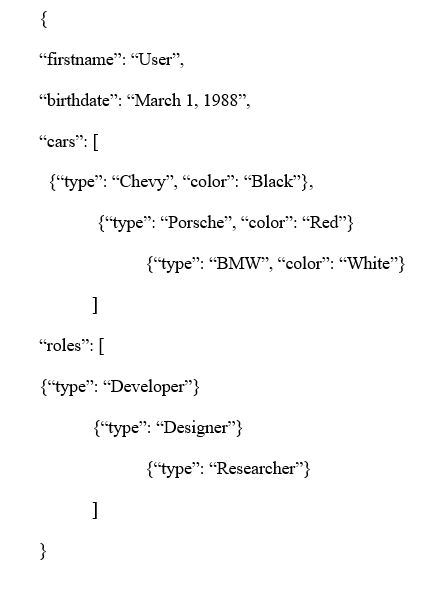 {
“firstname”: “User”,
“birthdate”: “March 1, 1988”,
“cars”: [
{“type”: “Chevy”, “color”: “Black”},
{“type”: “Porsche”, “color”: “Red”}
{“type”: “BMW”, “color”: “White”}
]
“roles”: [
{“type”: “Developer”}
{“type”: “Designer”}
{“type”: “Researcher”}
]
}